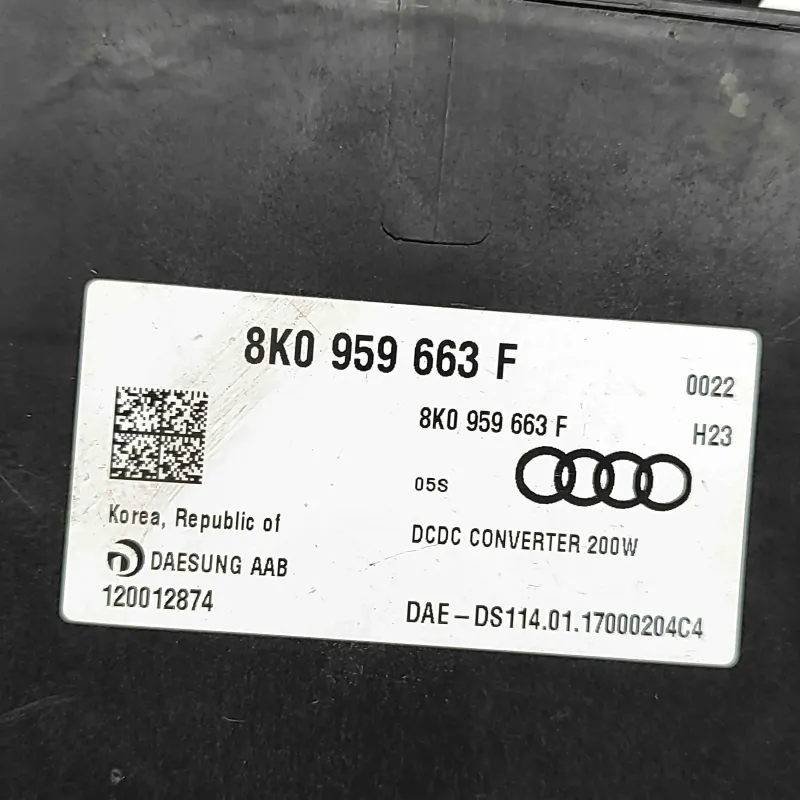 8K0 959 663 F
0022
8K0 959 663 F
H23
05S
Korea, Republic of
DCDC CONVERTER 200W
DAESUNG AAB
120012874
DAE-DS114.01.17000204C4